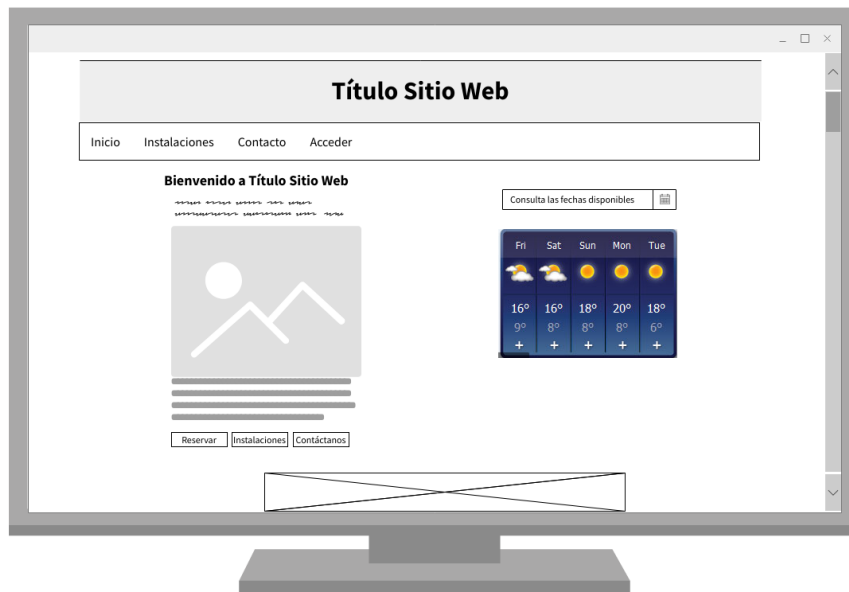 Título Sitio Web
Inicio Instalaciones Contacto Acceder
Bienvenido a Título Sitio Web
Consulta las fechas disponibles
Fri Sat Sun Mon Tue
16° 16° 18° 20° 18°
9° 8° 8° 8° 6°
+ + + + +
Reservar Instalaciones Contáctanos